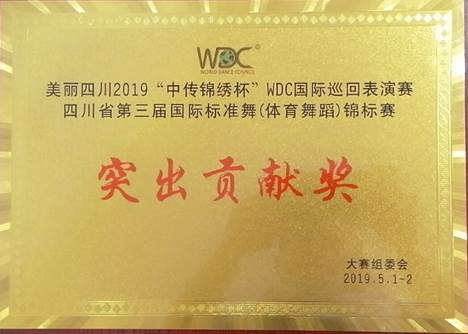 WDC®
WORLD DANCE COUNCIL
美丽四川2019“中传锦绣杯”WDC国际巡回表演赛
四川省第三届国际标准舞(体育舞蹈)锦标赛
突出贡献奖
大赛组委会
2019.5.1-2